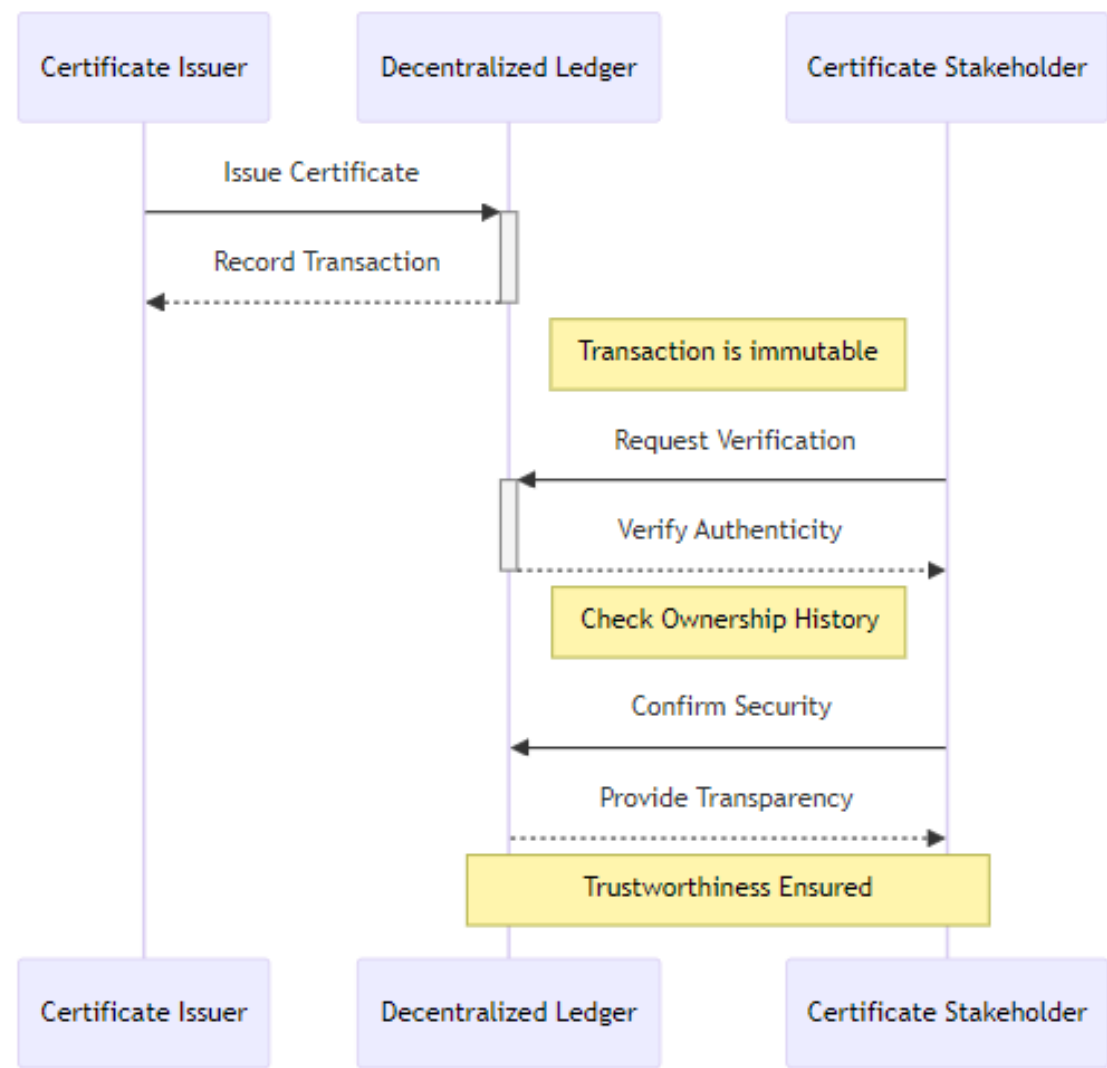 Certificate Issuer
Decentralized Ledger
Certificate Stakeholder
Issue Certificate
Record Transaction
Transaction is immutable
Request Verification
Verify Authenticity
Check Ownership History
Confirm Security
Provide Transparency
Trustworthiness Ensured
Certificate Issuer
Decentralized Ledger
Certificate Stakeholder